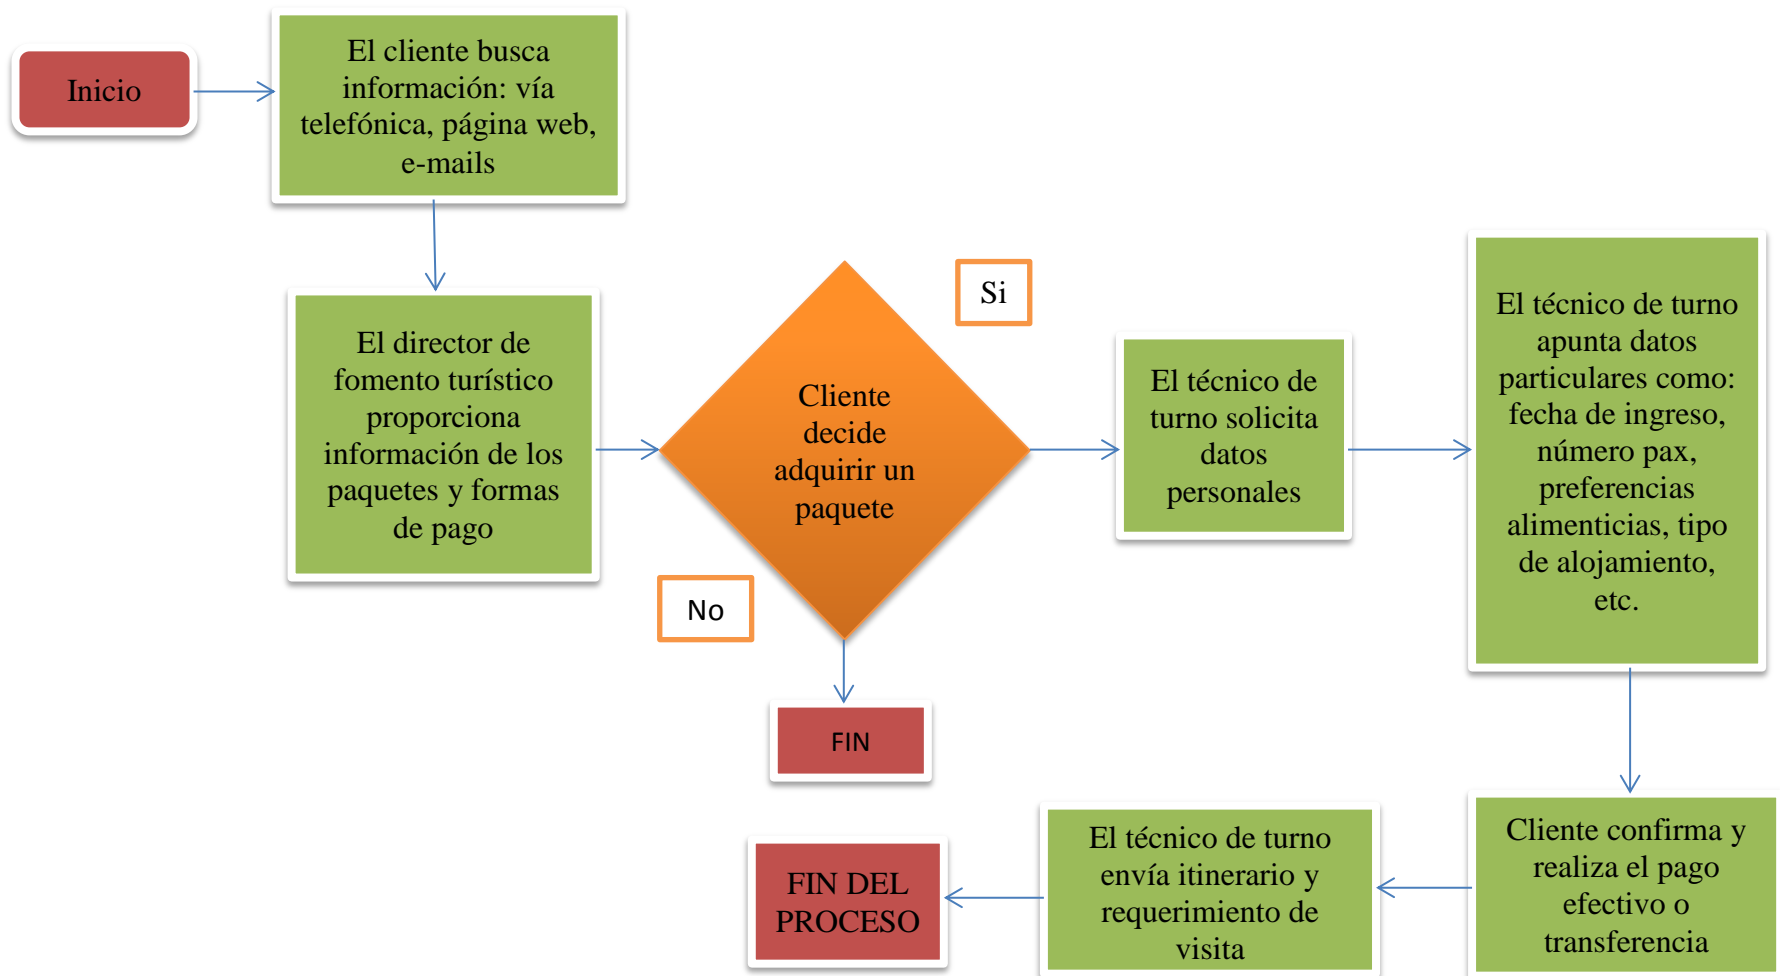 Inicio
El cliente busca
información: vía
telefónica, página web,
e-mails
El director de
fomento turístico
proporciona
información de los
paquetes y formas
de pago
Cliente
decide
adquirir un
paquete
Si
No
FIN
El técnico de
turno solicita
datos
personales
El técnico de turno
apunta datos
particulares como:
fecha de ingreso,
número pax,
preferencias
alimenticias, tipo
de alojamiento,
etc.
Cliente confirma y
realiza el pago
efectivo o
transferencia
El técnico de turno
envía itinerario y
requerimiento de
visita
FIN DEL
PROCESO